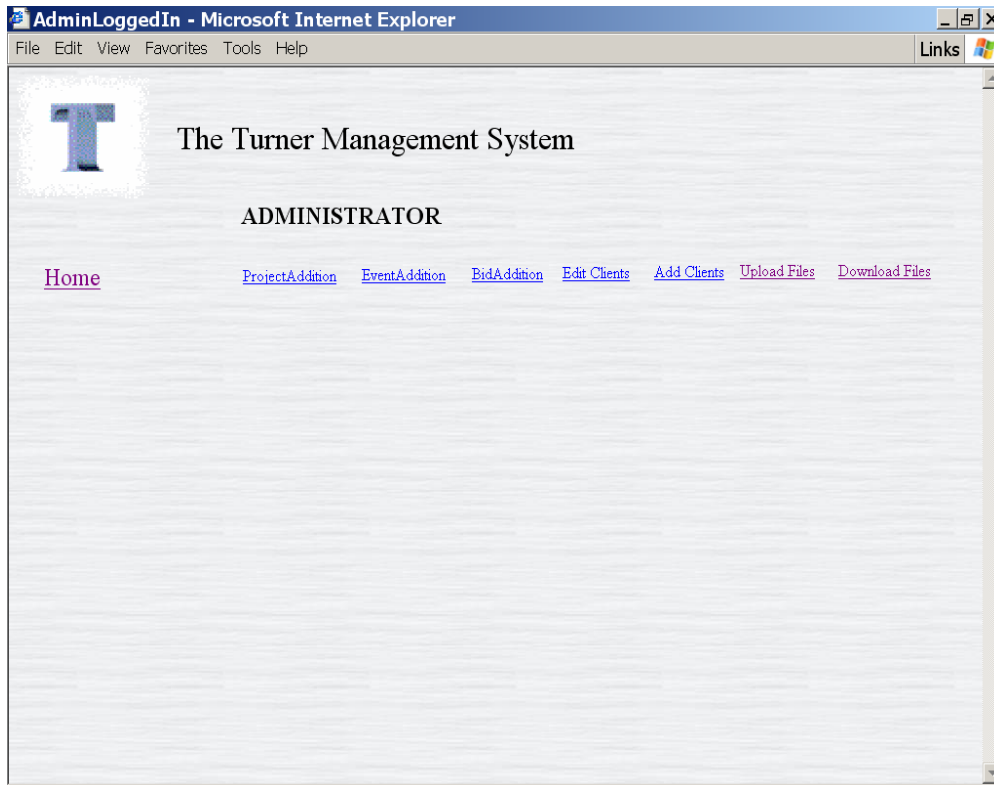 AdminLoggedIn - Microsoft Internet Explorer
File Edit View Favorites Tools Help Links
T
The Turner Management System
ADMINISTRATOR
Home ProjectAddition EventAddition BidAddition Edit Clients Add Clients Upload Files Download Files